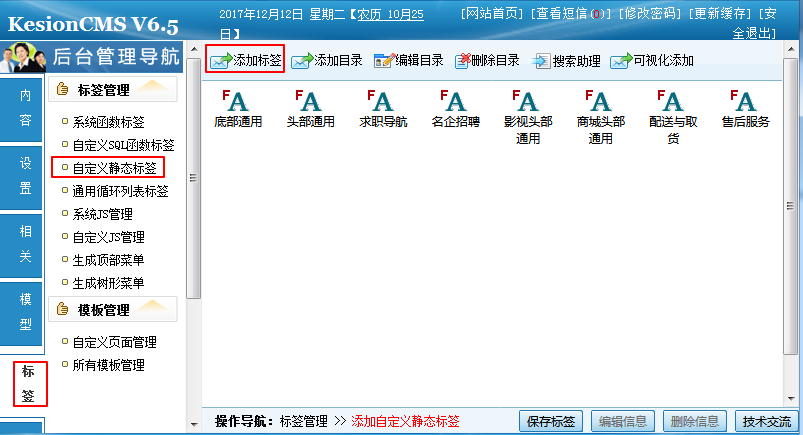 KesionCMS V6.5
2017年12月12日 星期二【农历 10月25日】
[网站首页] [查看短信(0)] [修改密码] [更新缓存] [安全退出]
后台管理导航
添加标签 添加目录 编辑目录 删除目录 搜索助理 可视化添加
内容
设置
相关
模型
标签
标签管理
系统函数标签
自定义SQL函数标签
自定义静态标签
通用循环列表标签
系统JS管理
自定义JS管理
生成顶部菜单
生成树形菜单
模板管理
自定义页面管理
所有模板管理
底部通用
头部通用
求职导航
名企招聘
影视头部通用
商城头部通用
配送与取货
售后服务
操作导航：标签管理 >> 添加自定义静态标签
保存标签 编辑信息 删除信息 技术交流